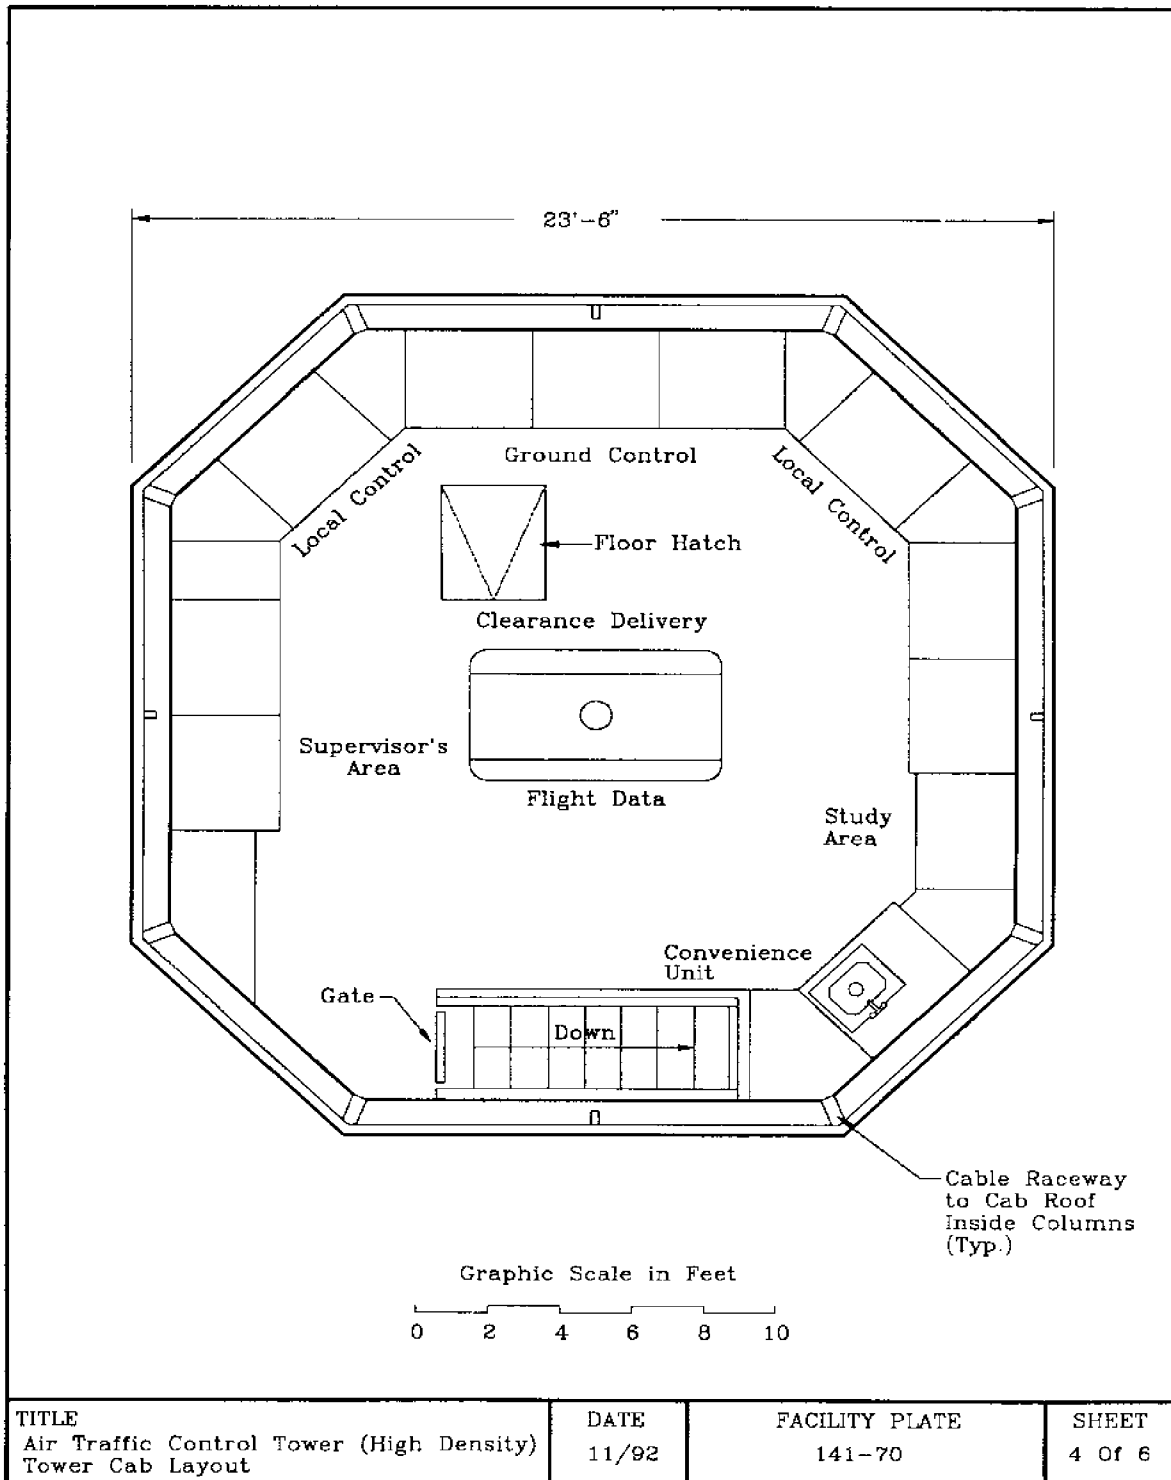 23'-6"
Ground Control
Local Control
Local Control
Floor Hatch
Clearance Delivery
Supervisor's
Area
Flight Data
Study
Area
Convenience
Unit
Gate
Down
Cable Raceway
to Cab Roof
Inside Columns
(Typ.)
Graphic Scale in Feet
0 2 4 6 8 10
TITLE
Air Traffic Control Tower (High Density)
Tower Cab Layout
DATE
11/92
FACILITY PLATE
141-70
SHEET
4 Of 6